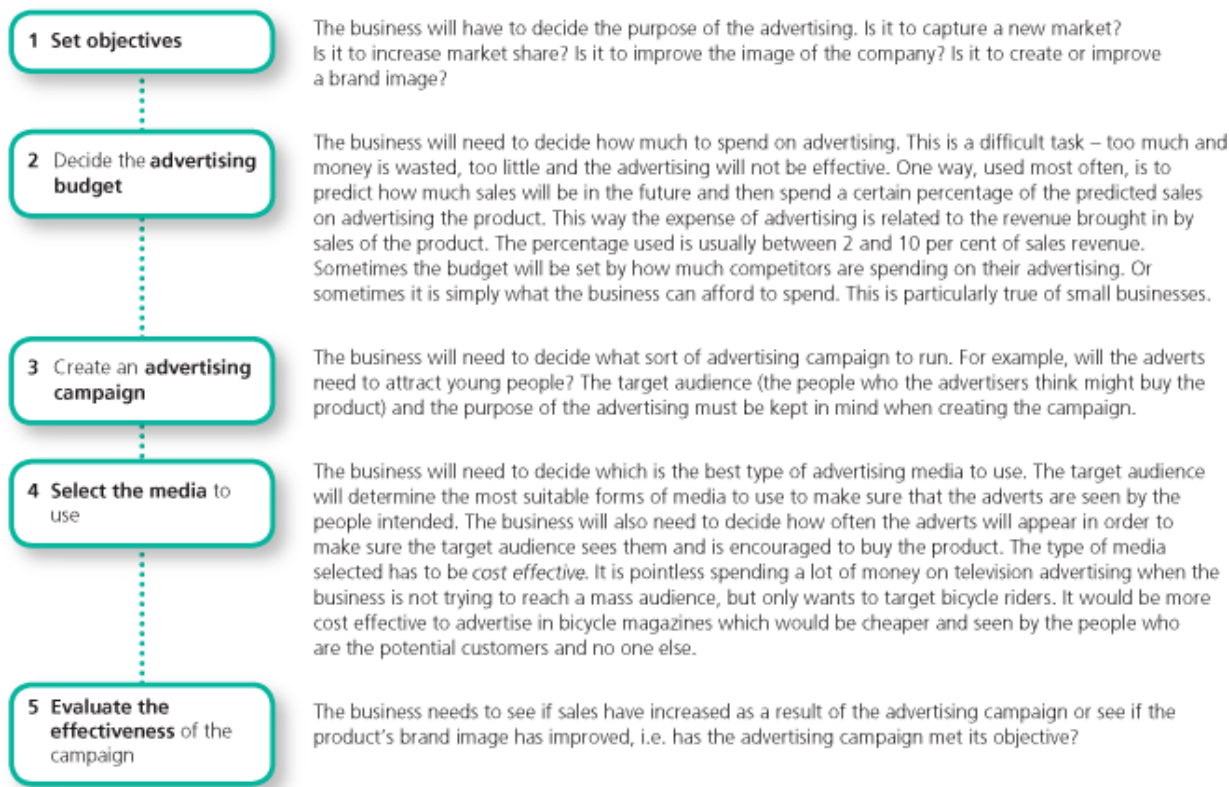 1 Set objectives
The business will have to decide the purpose of the advertising. Is it to capture a new market?
Is it to increase market share? Is it to improve the image of the company? Is it to create or improve
a brand image?
2 Decide the advertising
budget
The business will need to decide how much to spend on advertising. This is a difficult task – too much and
money is wasted, too little and the advertising will not be effective. One way, used most often, is to
predict how much sales will be in the future and then spend a certain percentage of the predicted sales
on advertising the product. This way the expense of advertising is related to the revenue brought in by
sales of the product. The percentage used is usually between 2 and 10 per cent of sales revenue.
Sometimes the budget will be set by how much competitors are spending on their advertising. Or
sometimes it is simply what the business can afford to spend. This is particularly true of small businesses.
3 Create an advertising
campaign
The business will need to decide what sort of advertising campaign to run. For example, will the adverts
need to attract young people? The target audience (the people who the advertisers think might buy the
product) and the purpose of the advertising must be kept in mind when creating the campaign.
4 Select the media to
use
The business will need to decide which is the best type of advertising media to use. The target audience
will determine the most suitable forms of media to use to make sure that the adverts are seen by the
people intended. The business will also need to decide how often the adverts will appear in order to
make sure the target audience sees them and is encouraged to buy the product. The type of media
selected has to be cost effective. It is pointless spending a lot of money on television advertising when the
business is not trying to reach a mass audience, but only wants to target bicycle riders. It would be more
cost effective to advertise in bicycle magazines which would be cheaper and seen by the people who
are the potential customers and no one else.
5 Evaluate the
effectiveness of the
campaign
The business needs to see if sales have increased as a result of the advertising campaign or see if the
product's brand image has improved, i.e. has the advertising campaign met its objective?